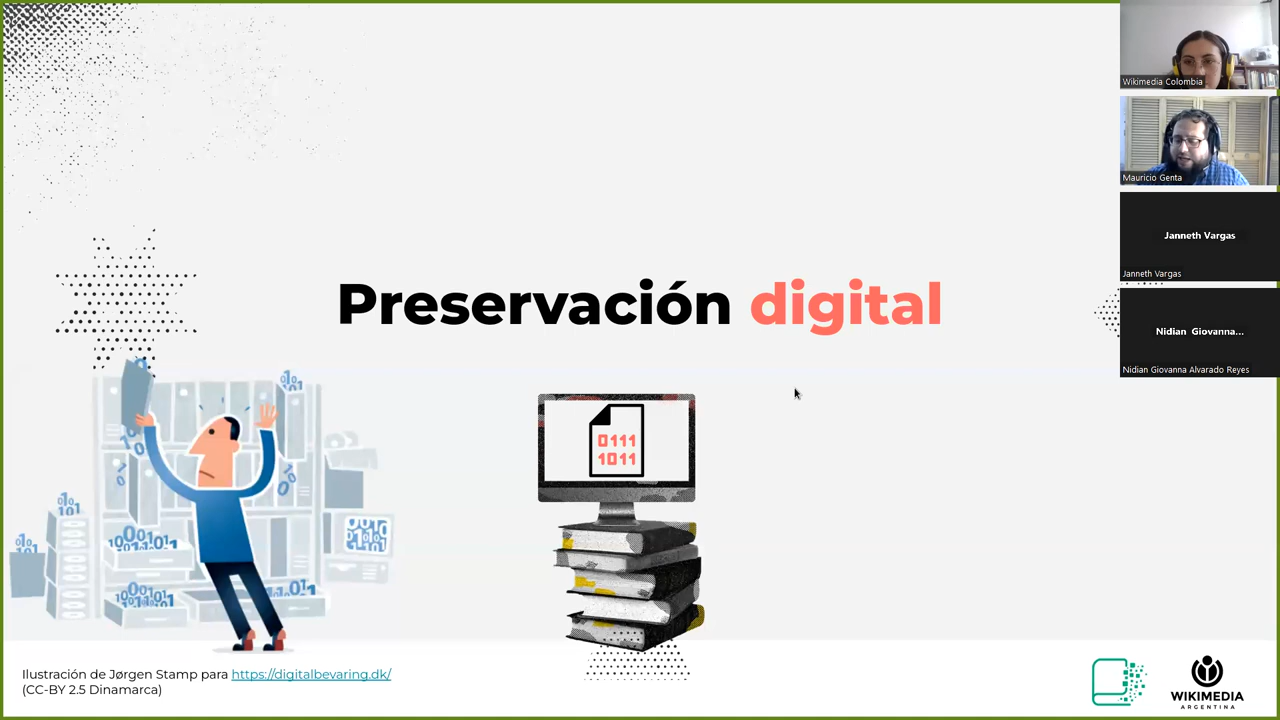 Preservación digital
0111
1011
Ilustración de Jørgen Stamp para https://digitalbevaring.dk/
(CC-BY 2.5 Dinamarca)
WIKIMEDIA
ARGENTINA
Wikimedia Colombia
Mauricio Genta
Janneth Vargas
Janneth Vargas
Nidian Giovanna...
Nidian Giovanna Alvarado Reyes